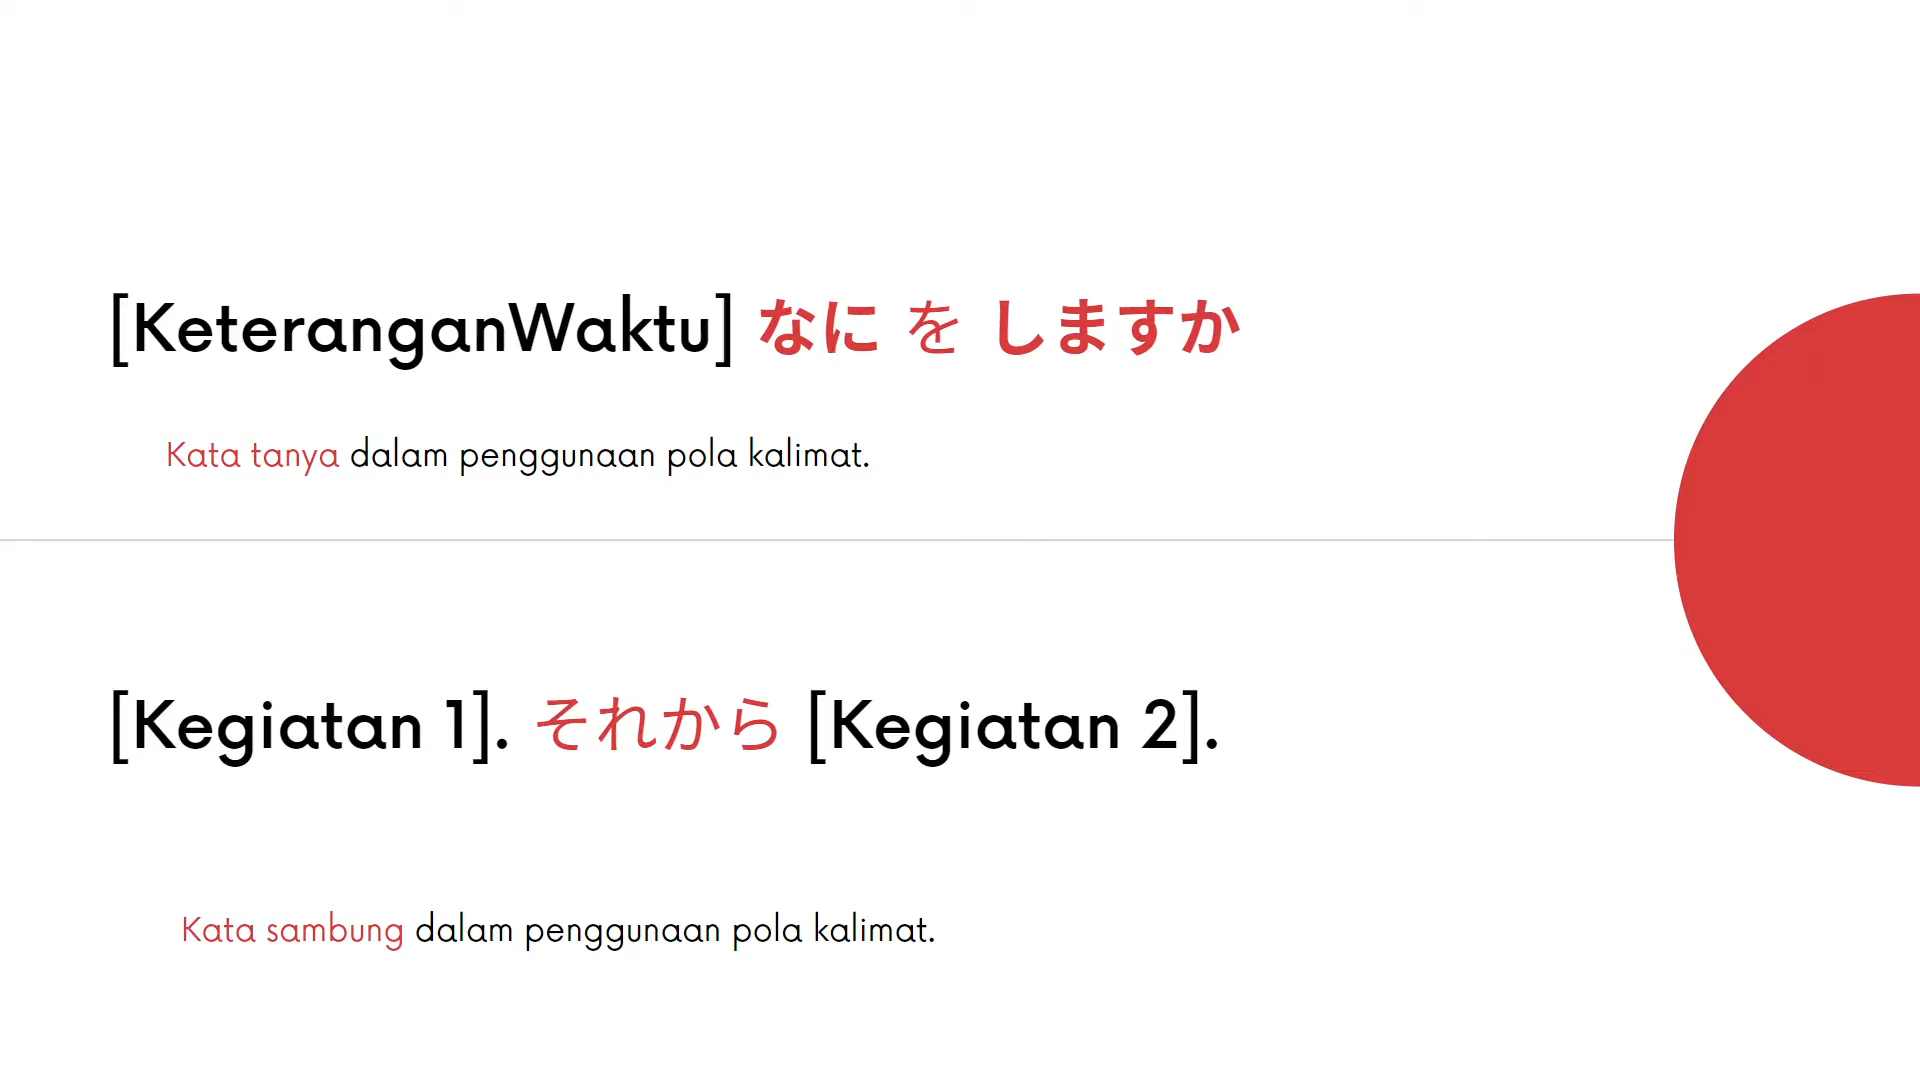 [KeteranganWaktu] なに を しますか
Kata tanya dalam penggunaan pola kalimat.
[Kegiatan 1]. それから [Kegiatan 2].
Kata sambung dalam penggunaan pola kalimat.